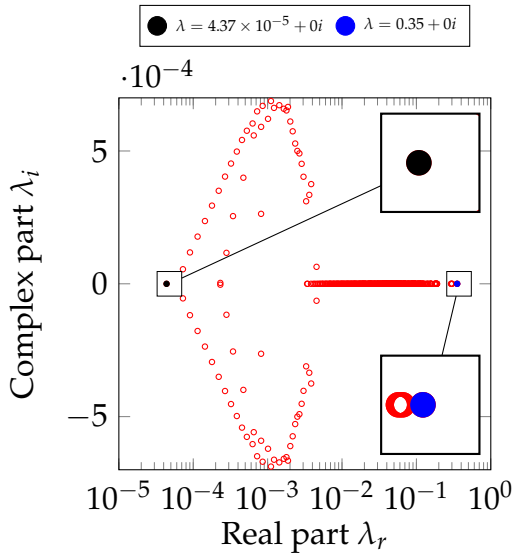 λ = 4.37 × 10⁻⁵ + 0i λ = 0.35 + 0i
·10⁻⁴
5
0
−5
Complex part λᵢ
10⁻⁵ 10⁻⁴ 10⁻³ 10⁻² 10⁻¹ 10⁰
Real part λᵣ